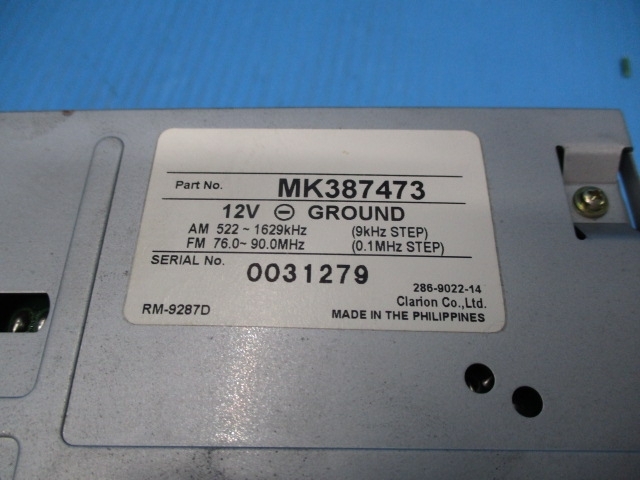 Part No. MK387473
12V ⊖ GROUND
AM 522 ~ 1629kHz (9kHz STEP)
FM 76.0~ 90.0MHz (0.1MHz STEP)
SERIAL No. 0031279
286-9022-14
RM-9287D Clarion Co.,Ltd.
MADE IN THE PHILIPPINES